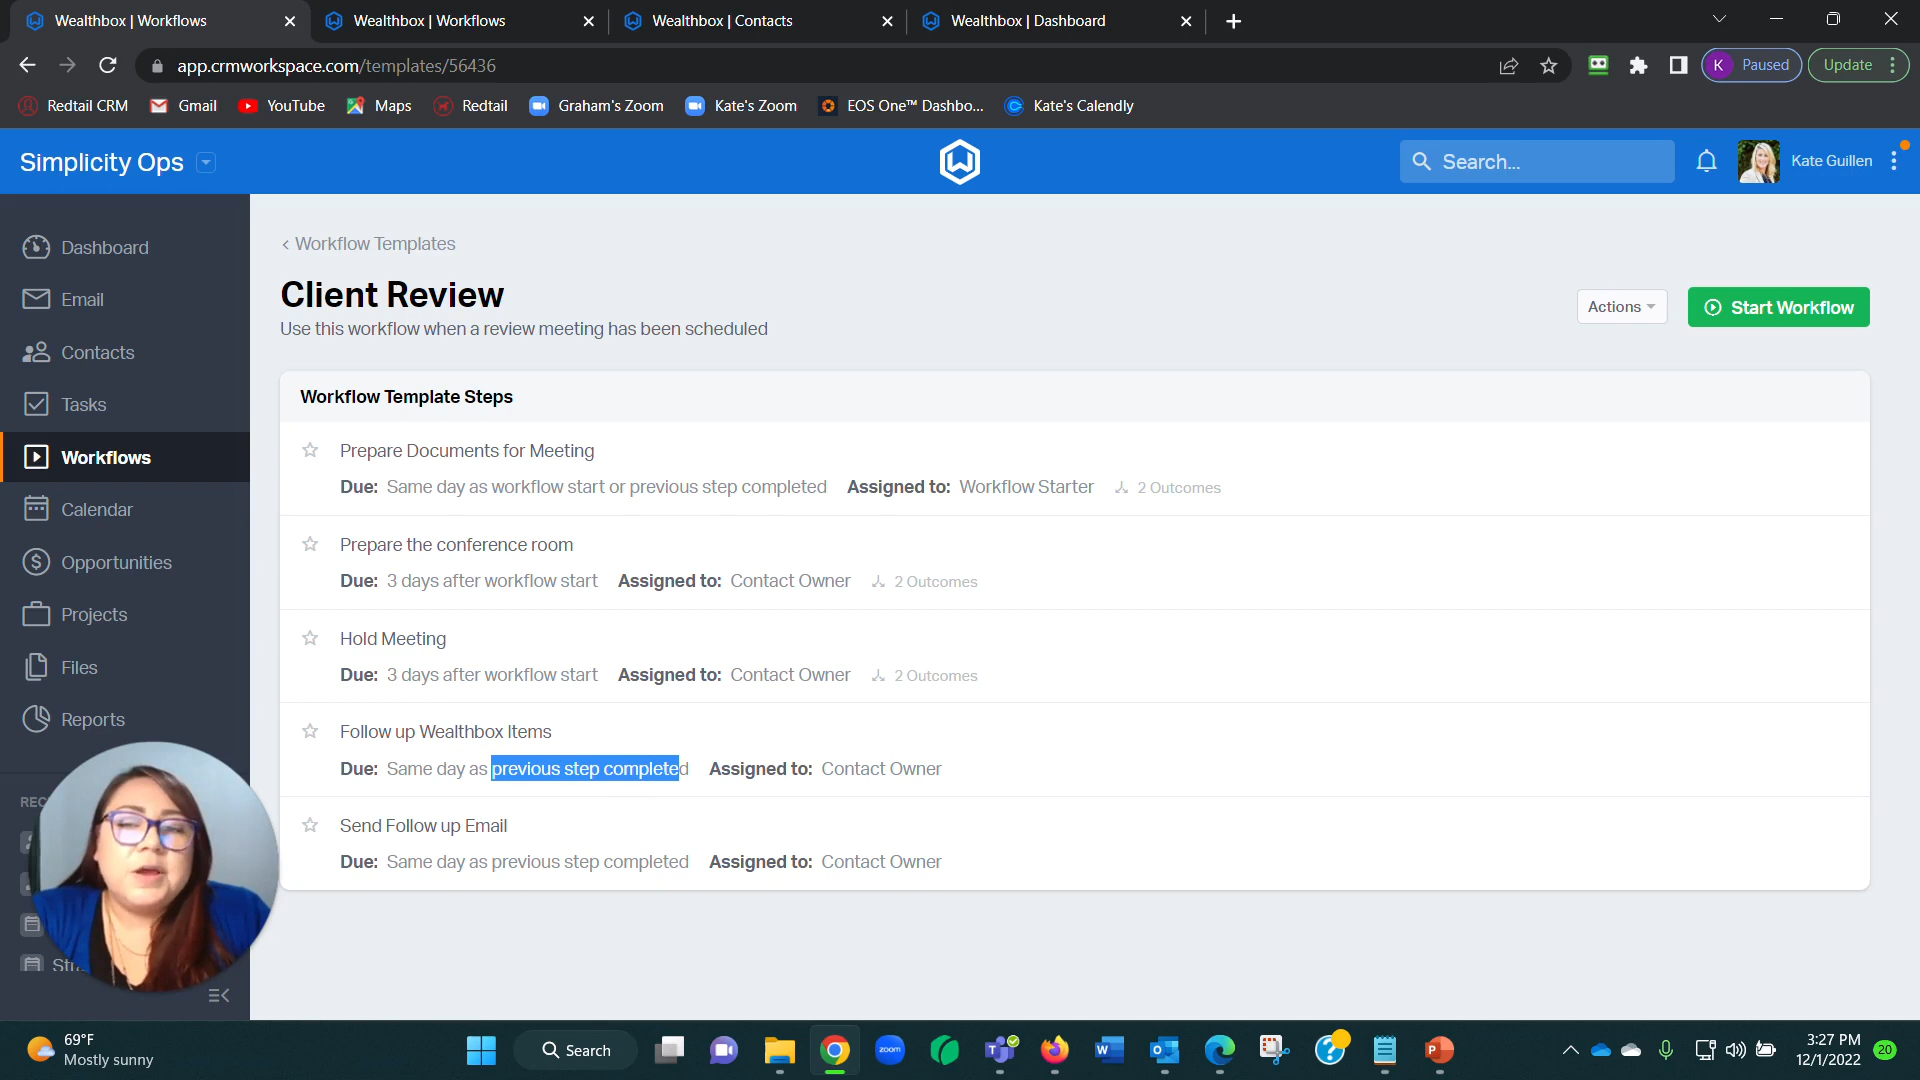 Wealthbox | Workflows
Wealthbox | Workflows
Wealthbox | Contacts
Wealthbox | Dashboard
app.crmworkspace.com/templates/56436
K Paused
Update
Redtail CRM
Gmail
YouTube
Maps
Redtail
Graham's Zoom
Kate's Zoom
EOS One™ Dashbo...
Kate's Calendly
Simplicity Ops
Search...
Kate Guillen
Dashboard
Email
Contacts
Tasks
Workflows
Calendar
Opportunities
Projects
Files
Reports
REC
‹ Workflow Templates
Client Review
Use this workflow when a review meeting has been scheduled
Actions
Start Workflow
Workflow Template Steps
Prepare Documents for Meeting
Due: Same day as workflow start or previous step completed Assigned to: Workflow Starter 2 Outcomes
Prepare the conference room
Due: 3 days after workflow start Assigned to: Contact Owner 2 Outcomes
Hold Meeting
Due: 3 days after workflow start Assigned to: Contact Owner 2 Outcomes
Follow up Wealthbox Items
Due: Same day as previous step completed Assigned to: Contact Owner
Send Follow up Email
Due: Same day as previous step completed Assigned to: Contact Owner
69°F
Mostly sunny
Search
zoom
3:27 PM
12/1/2022
20